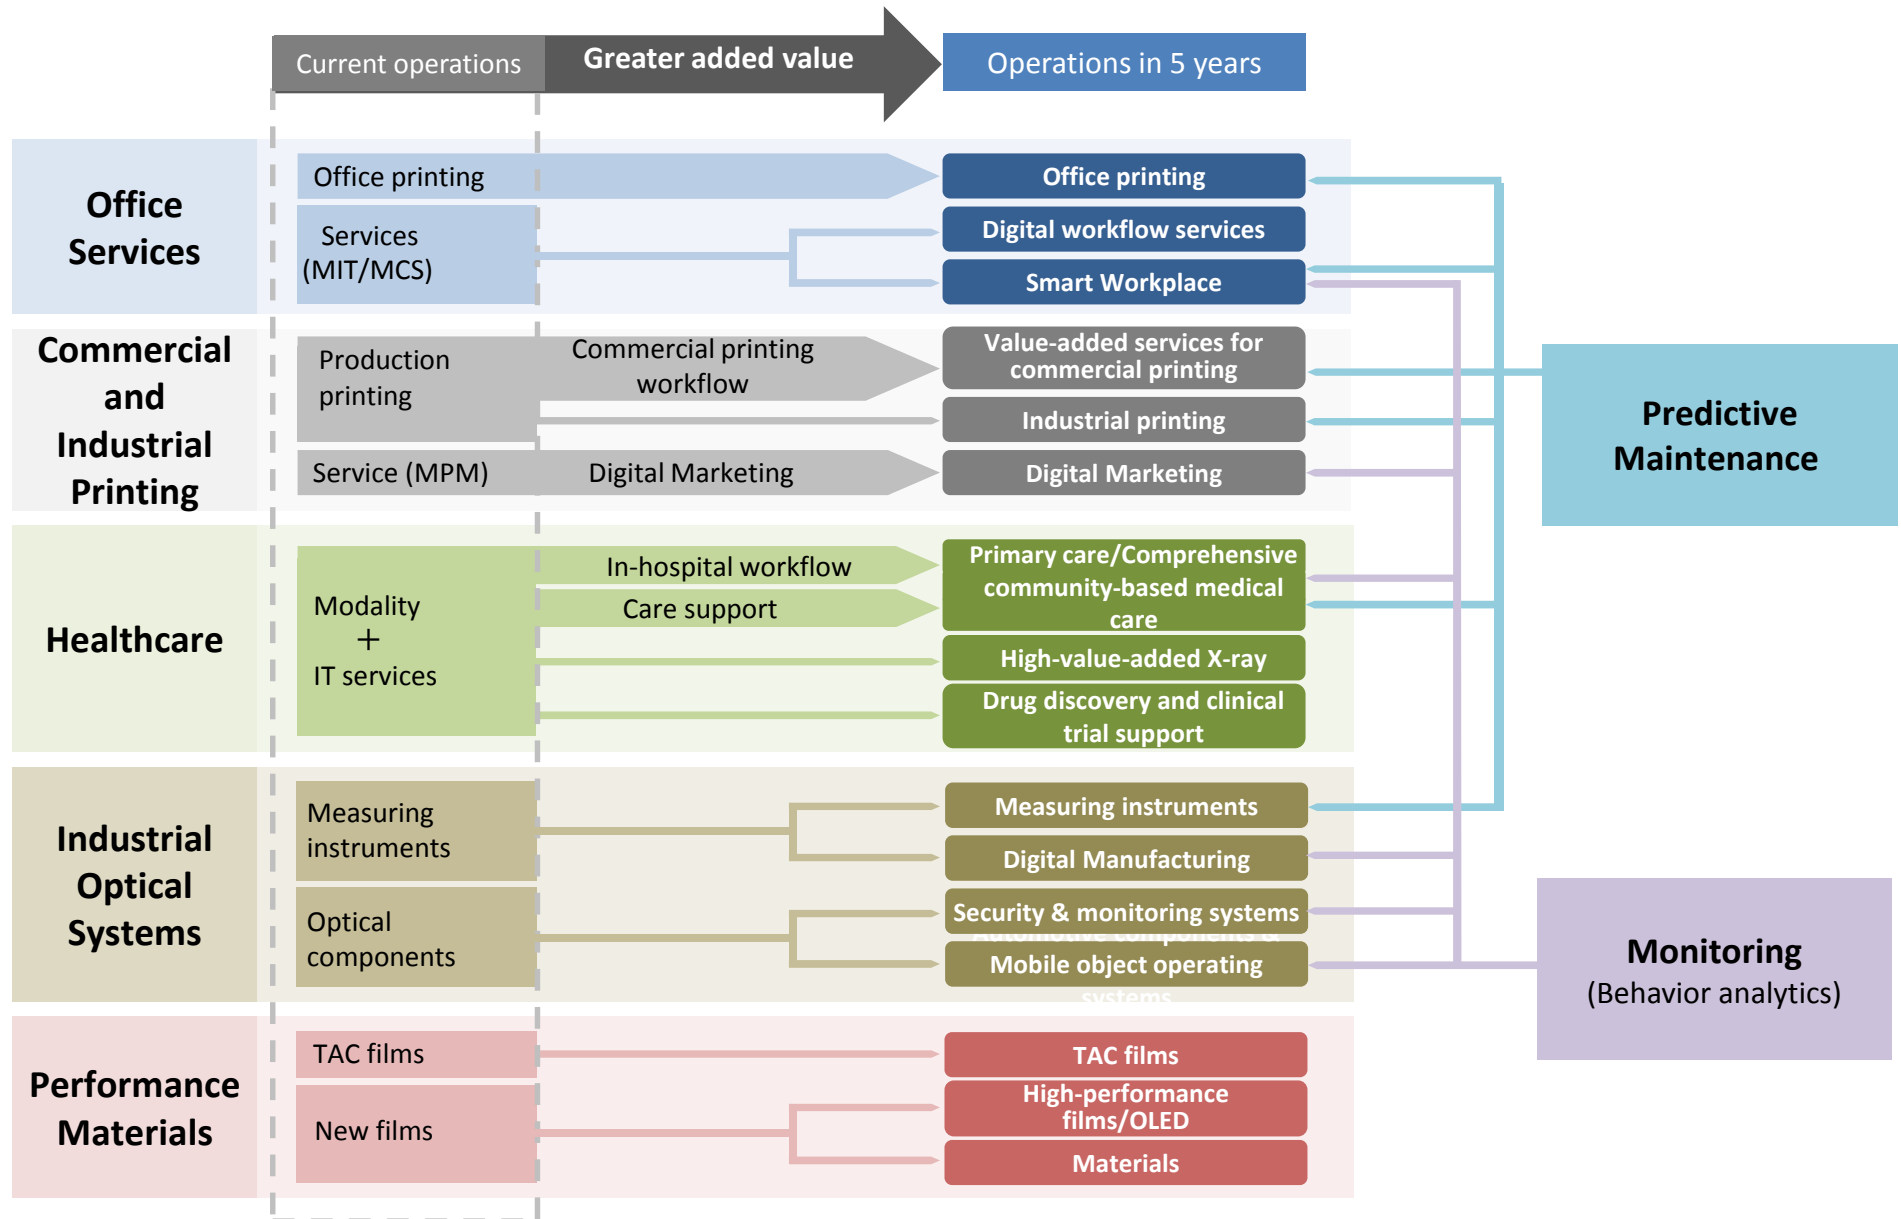 Current operations
Greater added value
Operations in 5 years
Office
Services
Office printing
Office printing
Services
(MIT/MCS)
Digital workflow services
Smart Workplace
Commercial
and
Industrial
Printing
Production
printing
Commercial printing
workflow
Value-added services for
commercial printing
Industrial printing
Service (MPM)
Digital Marketing
Digital Marketing
Predictive
Maintenance
Healthcare
Modality
+
IT services
In-hospital workflow
Care support
Primary care/Comprehensive
community-based medical
care
High-value-added X-ray
Drug discovery and clinical
trial support
Industrial
Optical
Systems
Measuring
instruments
Measuring instruments
Digital Manufacturing
Optical
components
Security & monitoring systems
Automotive components &
Mobile object operating
systems
Monitoring
(Behavior analytics)
Performance
Materials
TAC films
TAC films
New films
High-performance
films/OLED
Materials